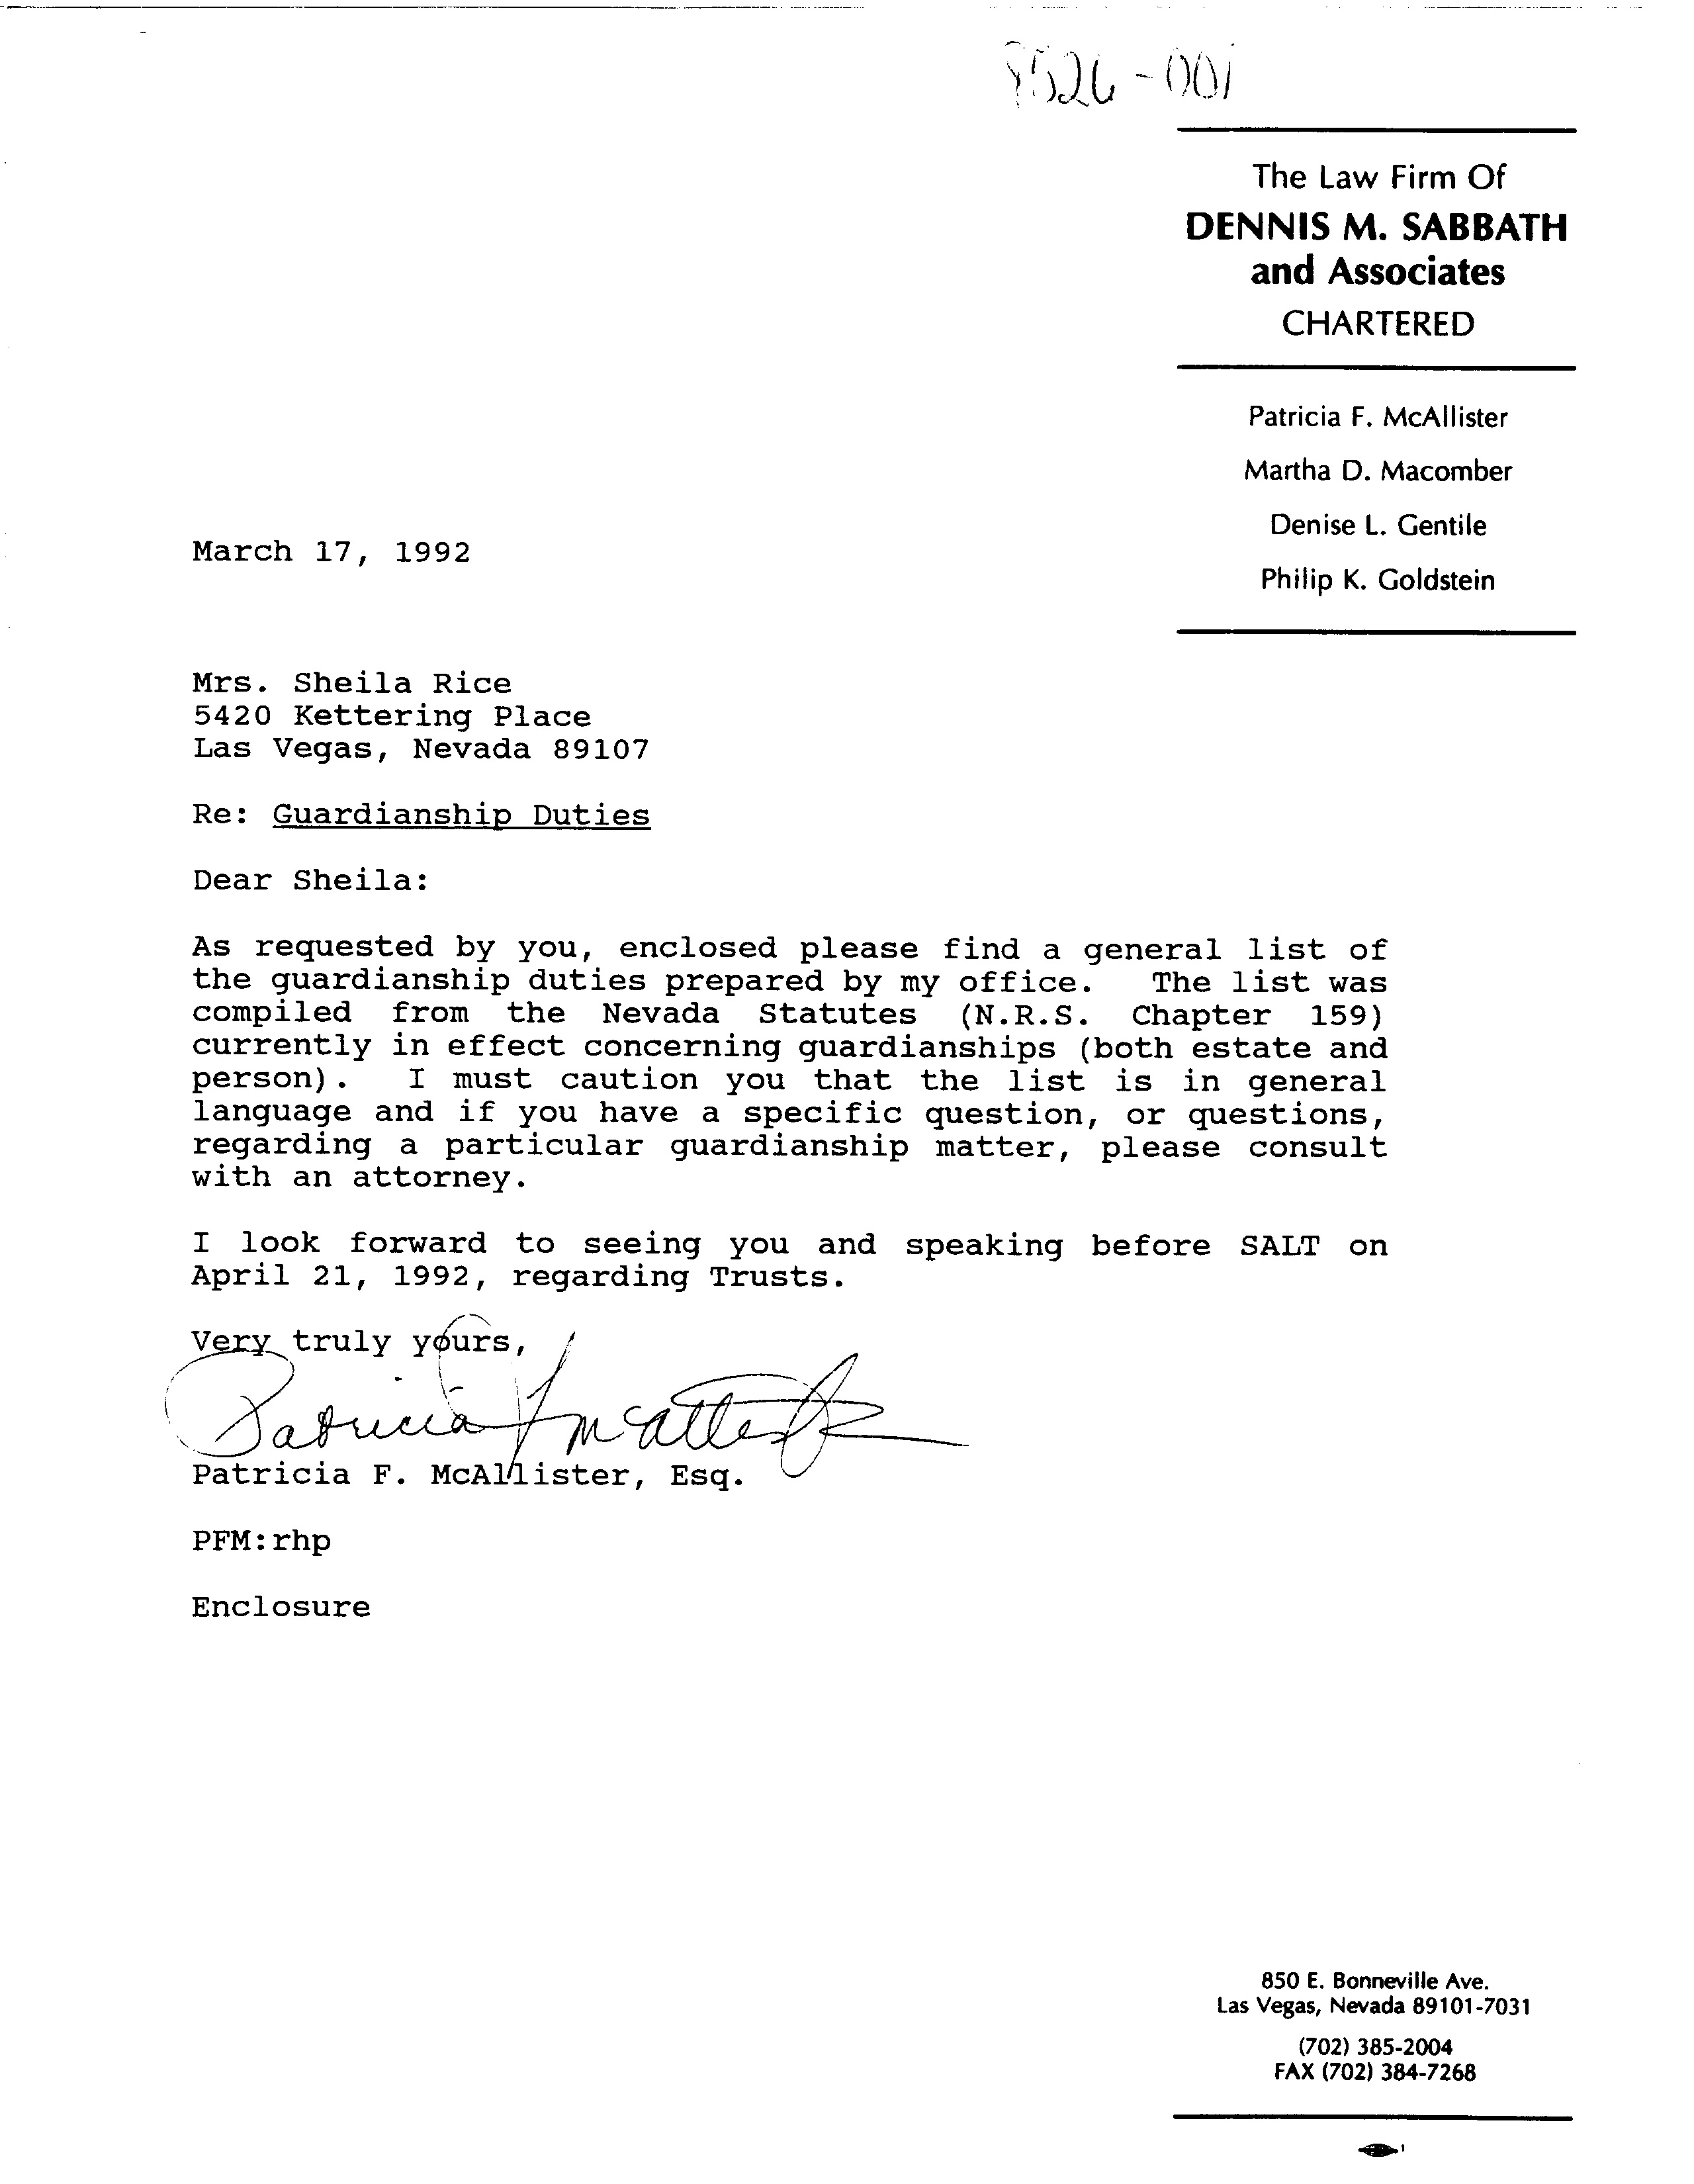 8526-001
The Law Firm Of
DENNIS M. SABBATH
and Associates
CHARTERED
Patricia F. McAllister
Martha D. Macomber
Denise L. Gentile
Philip K. Goldstein
March 17, 1992
Mrs. Sheila Rice
5420 Kettering Place
Las Vegas, Nevada 89107
Re: Guardianship Duties
Dear Sheila:
As requested by you, enclosed please find a general list of
the guardianship duties prepared by my office. The list was
compiled from the Nevada Statutes (N.R.S. Chapter 159)
currently in effect concerning guardianships (both estate and
person). I must caution you that the list is in general
language and if you have a specific question, or questions,
regarding a particular guardianship matter, please consult
with an attorney.
I look forward to seeing you and speaking before SALT on
April 21, 1992, regarding Trusts.
Very truly yours,
Patricia F McAllister
Patricia F. McAllister, Esq.
PFM:rhp
Enclosure
850 E. Bonneville Ave.
Las Vegas, Nevada 89101-7031
(702) 385-2004
FAX (702) 384-7268